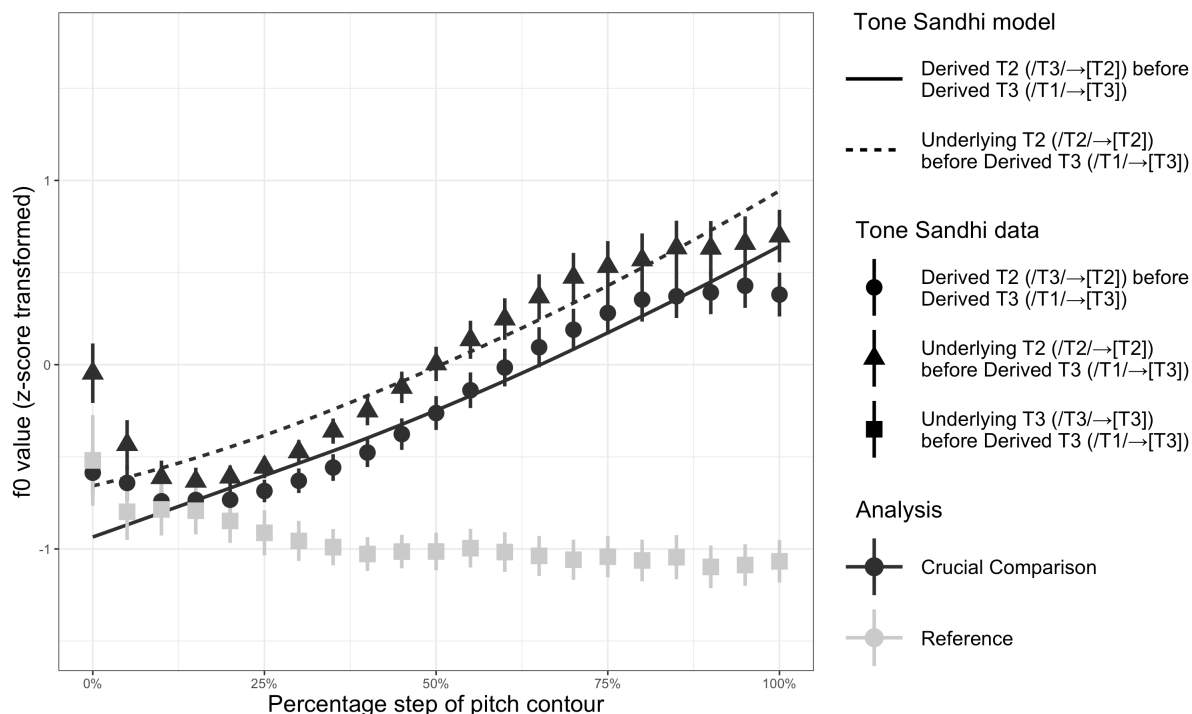 f0 value (z-score transformed)
1
0
-1
0%
25%
50%
75%
100%
Percentage step of pitch contour
Tone Sandhi model
Derived T2 (/T3/→[T2]) before
Derived T3 (/T1/→[T3])
Underlying T2 (/T2/→[T2])
before Derived T3 (/T1/→[T3])
Tone Sandhi data
Derived T2 (/T3/→[T2]) before
Derived T3 (/T1/→[T3])
Underlying T2 (/T2/→[T2])
before Derived T3 (/T1/→[T3])
Underlying T3 (/T3/→[T3])
before Derived T3 (/T1/→[T3])
Analysis
Crucial Comparison
Reference